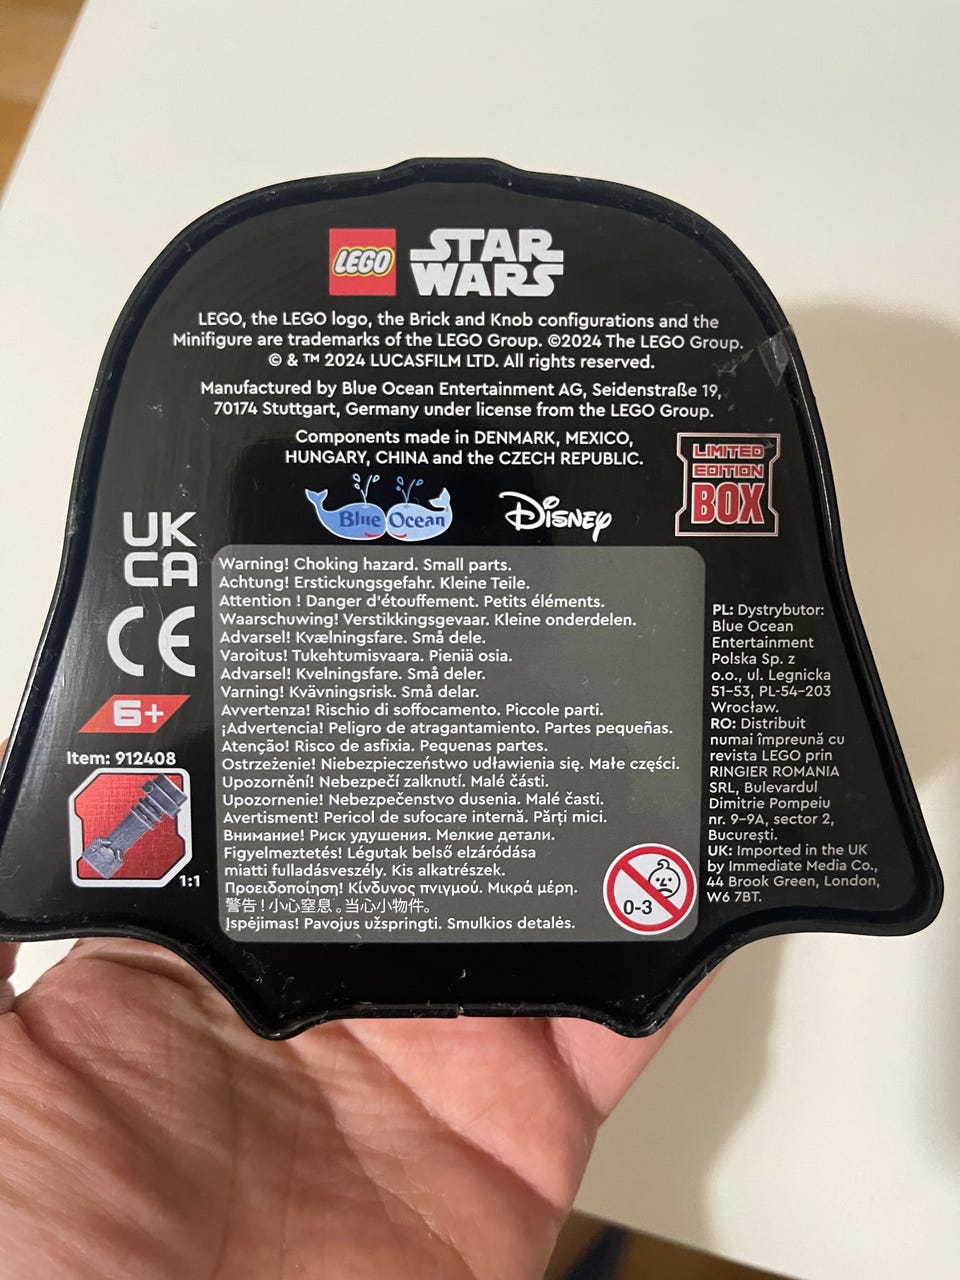 LEGO STAR WARS
LEGO, the LEGO logo, the Brick and Knob configurations and the
Minifigure are trademarks of the LEGO Group. ©2024 The LEGO Group.
© & ™ 2024 LUCASFILM LTD. All rights reserved.
Manufactured by Blue Ocean Entertainment AG, Seidenstraße 19,
70174 Stuttgart, Germany under license from the LEGO Group.
Components made in DENMARK, MEXICO,
HUNGARY, CHINA and the CZECH REPUBLIC.
Blue Ocean
Disney
LIMITED
EDITION
BOX
UK
CA
CE
6+
Item: 912408
1:1
Warning! Choking hazard. Small parts.
Achtung! Erstickungsgefahr. Kleine Teile.
Attention ! Danger d'étouffement. Petits éléments.
Waarschuwing! Verstikkingsgevaar. Kleine onderdelen.
Advarsel! Kvælningsfare. Små dele.
Varoitus! Tukehtumisvaara. Pieniä osia.
Advarsel! Kvelningsfare. Små deler.
Varning! Kvävningsrisk. Små delar.
Avvertenza! Rischio di soffocamento. Piccole parti.
¡Advertencia! Peligro de atragantamiento. Partes pequeñas.
Atenção! Risco de asfixia. Pequenas partes.
Ostrzeżenie! Niebezpieczeństwo udławienia się. Małe części.
Upozornění! Nebezpečí zalknutí. Malé části.
Upozornenie! Nebezpečenstvo dusenia. Malé časti.
Avertisment! Pericol de sufocare internă. Părți mici.
Внимание! Риск удушения. Мелкие детали.
Figyelmeztetés! Légutak belső elzáródása
miatti fulladásveszély. Kis alkatrészek.
Προειδοποίηση! Κίνδυνος πνιγμού. Μικρά μέρη.
警告！小心窒息。当心小物件。
Įspėjimas! Pavojus užspringti. Smulkios detalės.
0-3
PL: Dystrybutor:
Blue Ocean
Entertainment
Polska Sp. z
o.o., ul. Legnicka
51-53, PL-54-203
Wrocław.
RO: Distribuit
numai împreună cu
revista LEGO prin
RINGIER ROMANIA
SRL, Bulevardul
Dimitrie Pompeiu
nr. 9-9A, sector 2,
București.
UK: Imported in the UK
by Immediate Media Co.,
44 Brook Green, London,
W6 7BT.